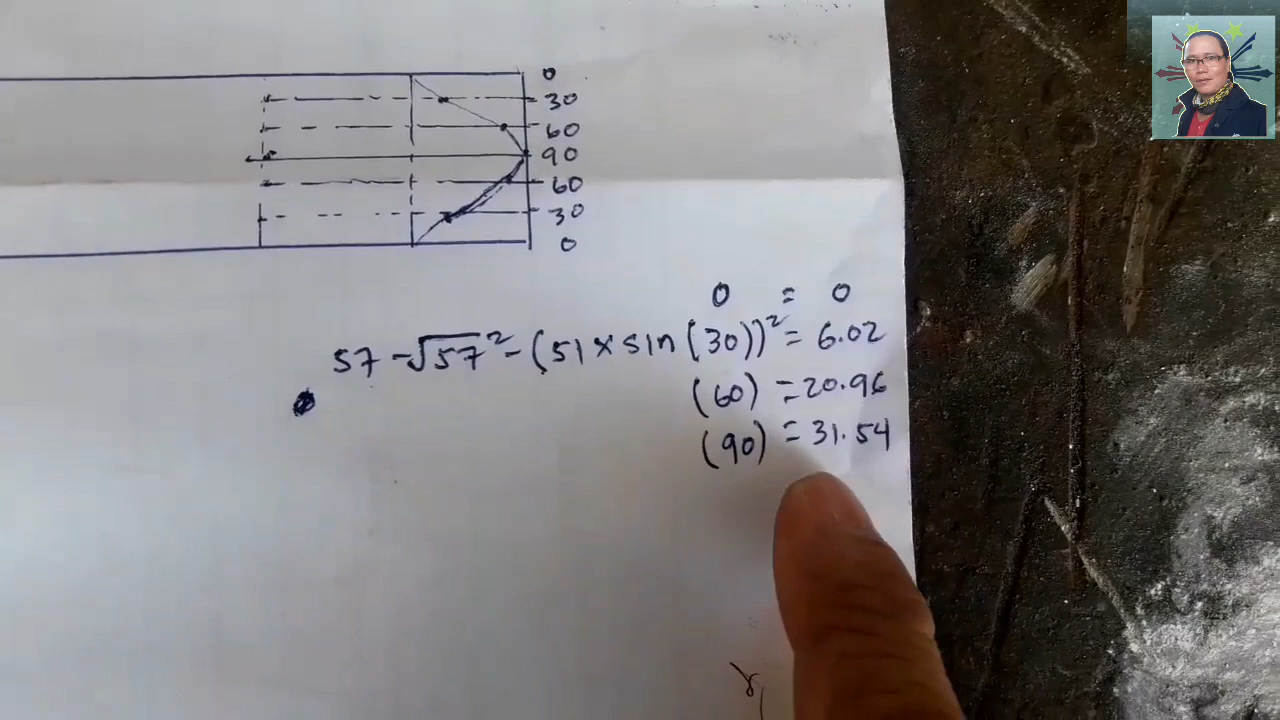 0
30
60
90
60
30
0
0 = 0
57 - √57² - (51 x sin (30))² = 6.02
(60) = 20.96
(90) = 31.54